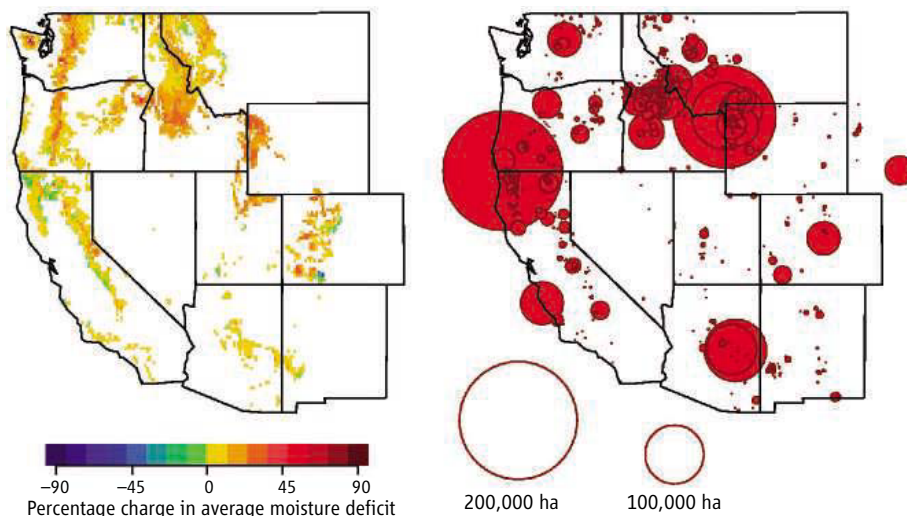 −90 −45 0 45 90
Percentage charge in average moisture deficit
200,000 ha 100,000 ha